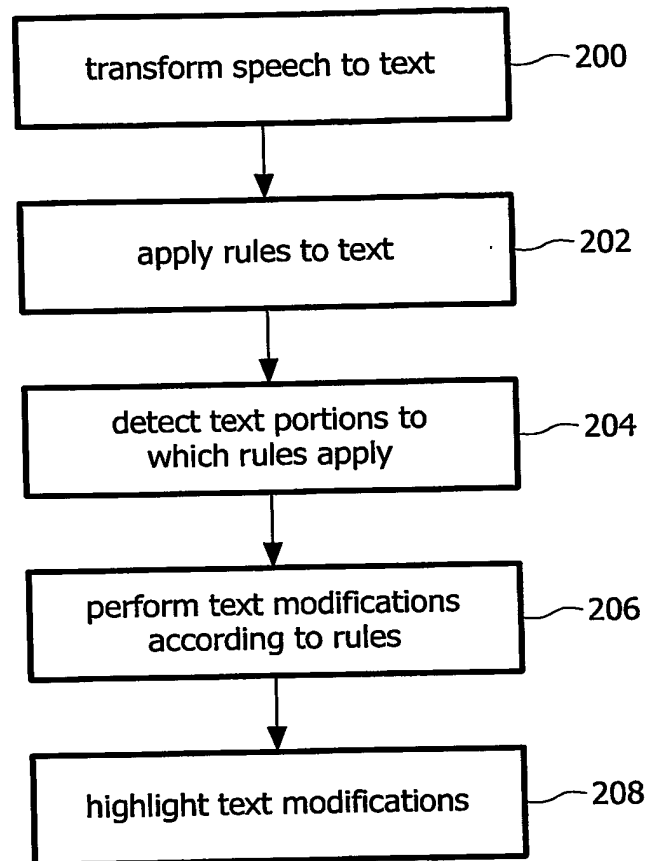 transform speech to text
200
apply rules to text
202
detect text portions to
which rules apply
204
perform text modifications
according to rules
206
highlight text modifications
208